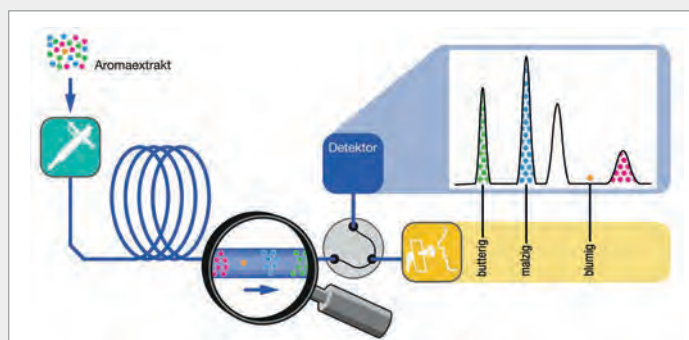 Aromaextrakt
Detektor
butterig
malzig
blumig